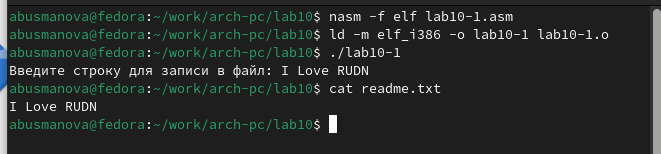 abusmanova@fedora:~/work/arch-pc/lab10$ nasm -f elf lab10-1.asm
abusmanova@fedora:~/work/arch-pc/lab10$ ld -m elf_i386 -o lab10-1 lab10-1.o
abusmanova@fedora:~/work/arch-pc/lab10$ ./lab10-1
Введите строку для записи в файл: I Love RUDN
abusmanova@fedora:~/work/arch-pc/lab10$ cat readme.txt
I Love RUDN
abusmanova@fedora:~/work/arch-pc/lab10$